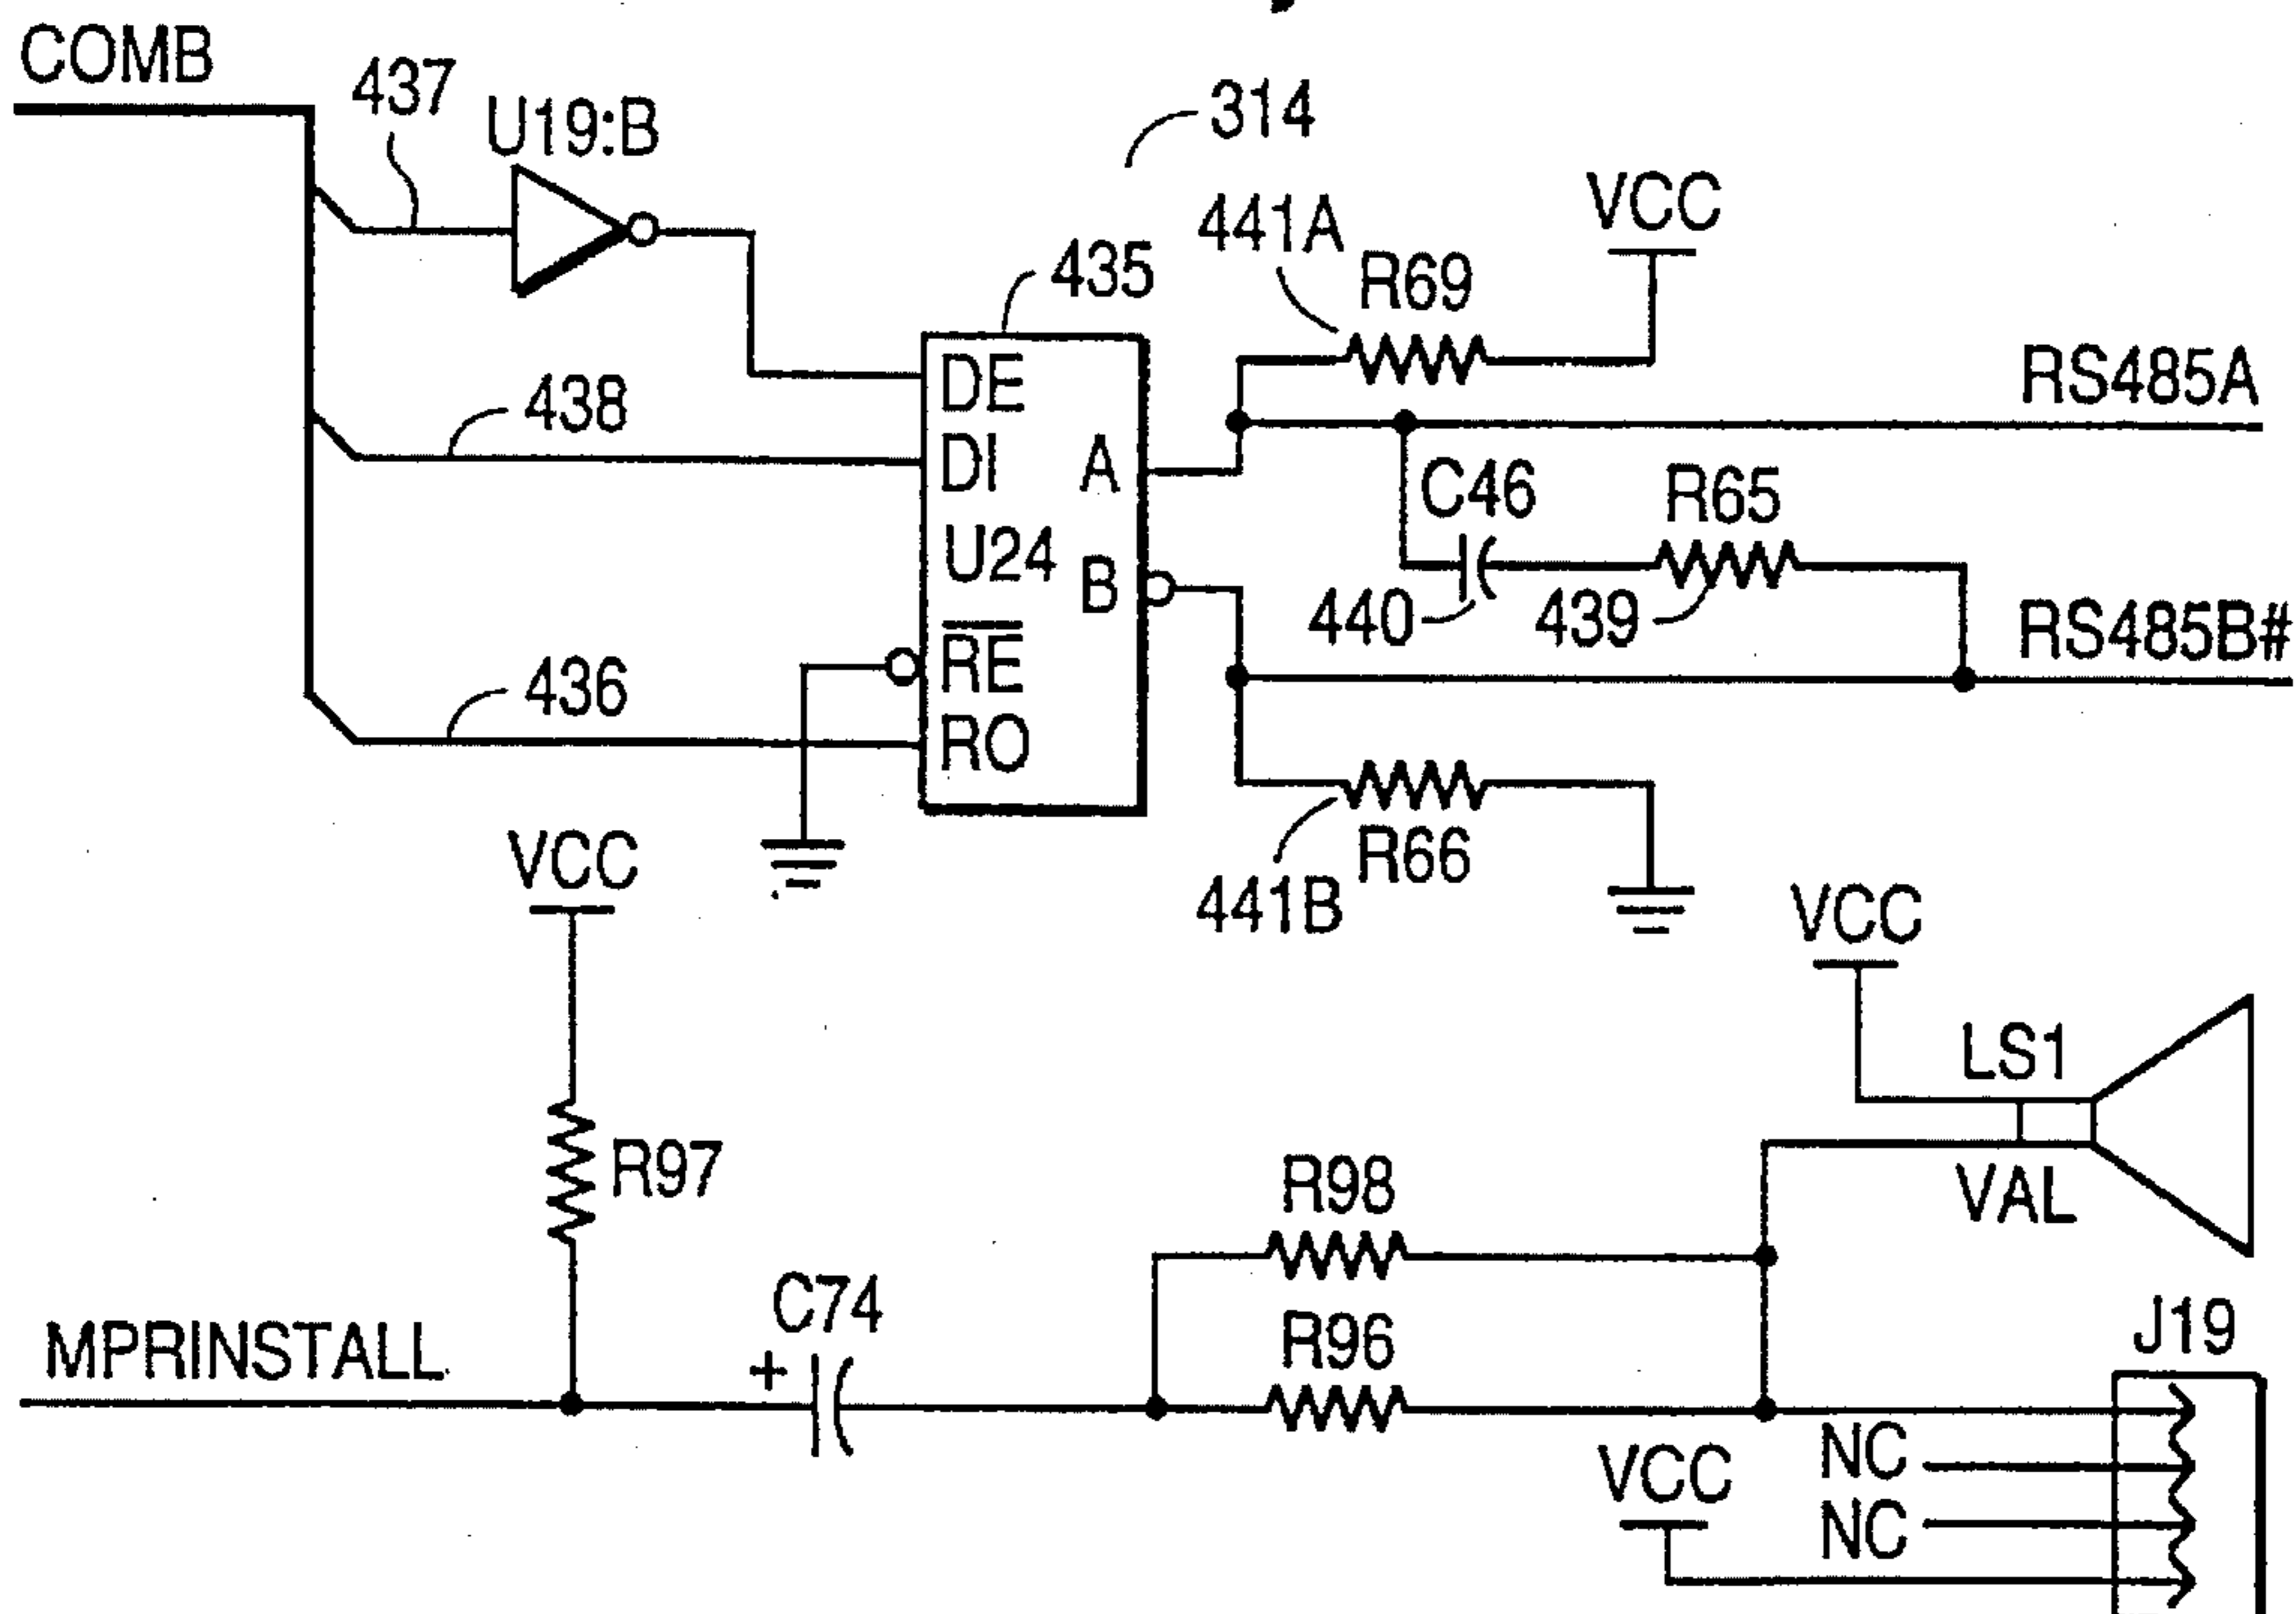 COMB
437
U19:B
314
441A
VCC
435
R69
RS485A
DE
438
DI
A
C46
R65
U24
B
440
439
RS485B#
RE
436
RO
VCC
R66
441B
VCC
LS1
R97
VAL
R98
C74
J19
R96
MPRINSTALL
+
NC
VCC
NC